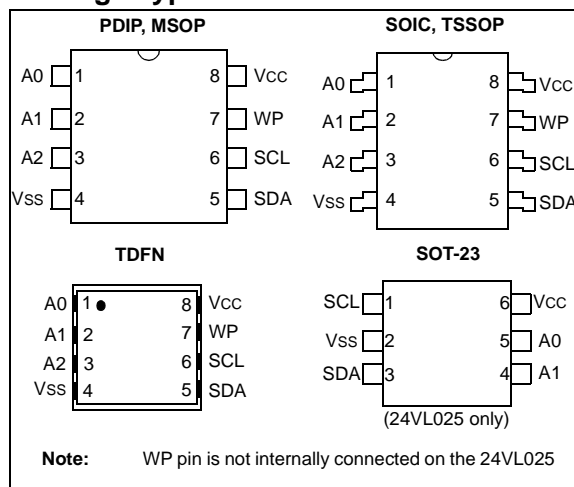 PDIP, MSOP
A0 1 8 VCC
A1 2 7 WP
A2 3 6 SCL
VSS 4 5 SDA
SOIC, TSSOP
A0 1 8 VCC
A1 2 7 WP
A2 3 6 SCL
VSS 4 5 SDA
TDFN
A0 1 8 VCC
A1 2 7 WP
A2 3 6 SCL
VSS 4 5 SDA
SOT-23
SCL 1 6 VCC
VSS 2 5 A0
SDA 3 4 A1
(24VL025 only)
Note: WP pin is not internally connected on the 24VL025